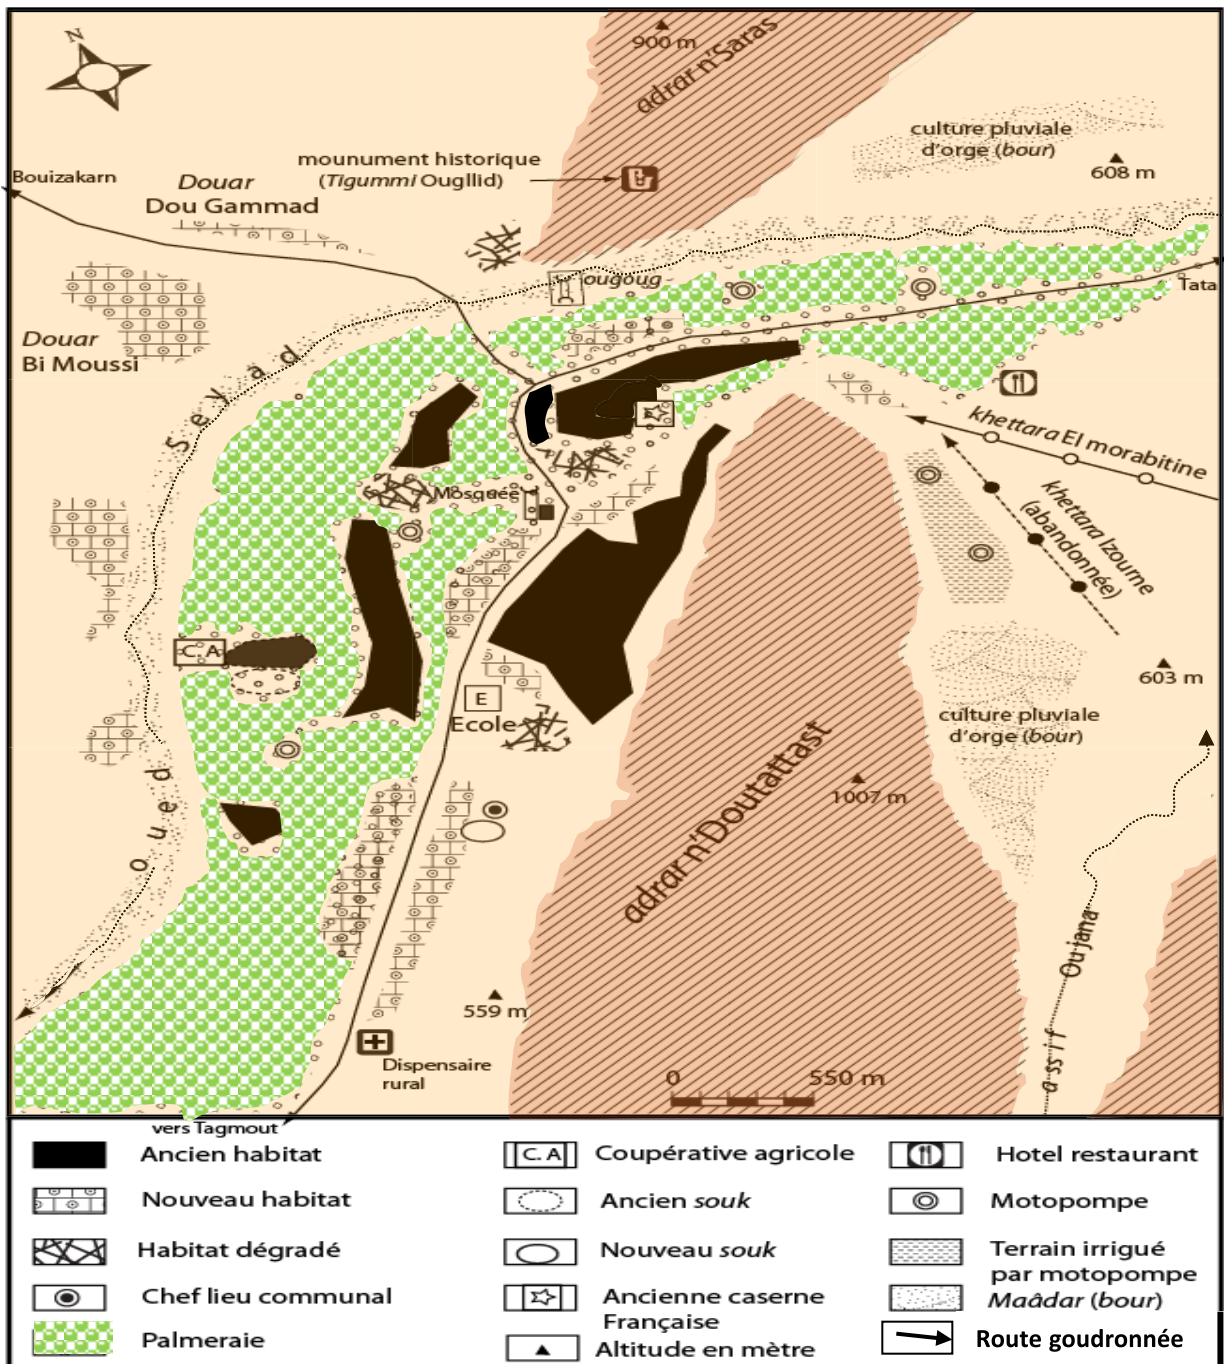 N
900 m
adrar n'Saras
culture pluviale
d'orge (bour)
608 m
mounument historique
(Tigummi Ougllid)
Bouizakarn
Douar
Dou Gammad
ougoug
Tata
Douar
Bi Moussi
oued Seyad
khettara El morabitine
khettara Izourne
(abandonnée)
Mosquée
C. A
E
Ecole
603 m
culture pluviale
d'orge (bour)
1007 m
adrar n'Doutattast
assif Oujana
559 m
Dispensaire
rural
0 550 m
vers Tagmout
Ancien habitat
Nouveau habitat
Habitat dégradé
Chef lieu communal
Palmeraie
C. A
Coupérative agricole
Ancien souk
Nouveau souk
Ancienne caserne
Française
Altitude en mètre
Hotel restaurant
Motopompe
Terrain irrigué
par motopompe
Maâdar (bour)
Route goudronnée